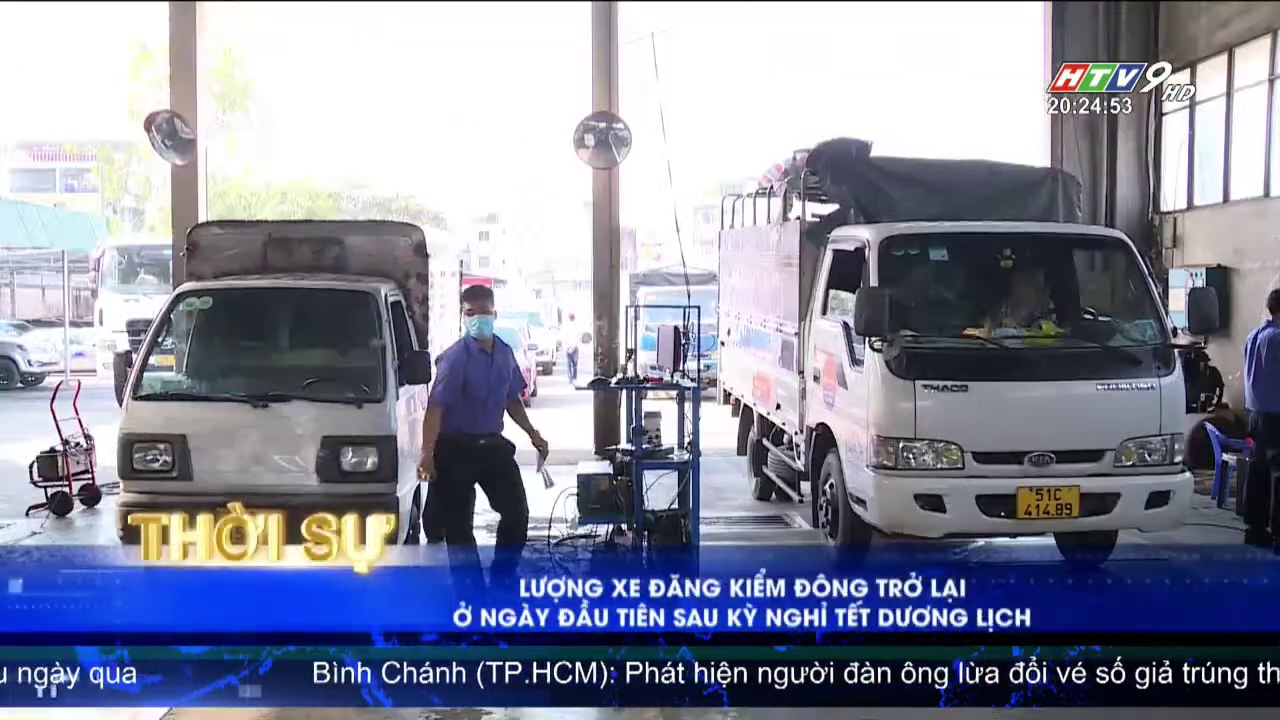 HTV9 HD
20:24:53
THACO
KIA
51C
414.89
THỜI SỰ
LƯỢNG XE ĐĂNG KIỂM ĐÔNG TRỞ LẠI
Ở NGÀY ĐẦU TIÊN SAU KỲ NGHỈ TẾT DƯƠNG LỊCH
ngày qua
Bình Chánh (TP.HCM): Phát hiện người đàn ông lừa đổi vé số giả trúng